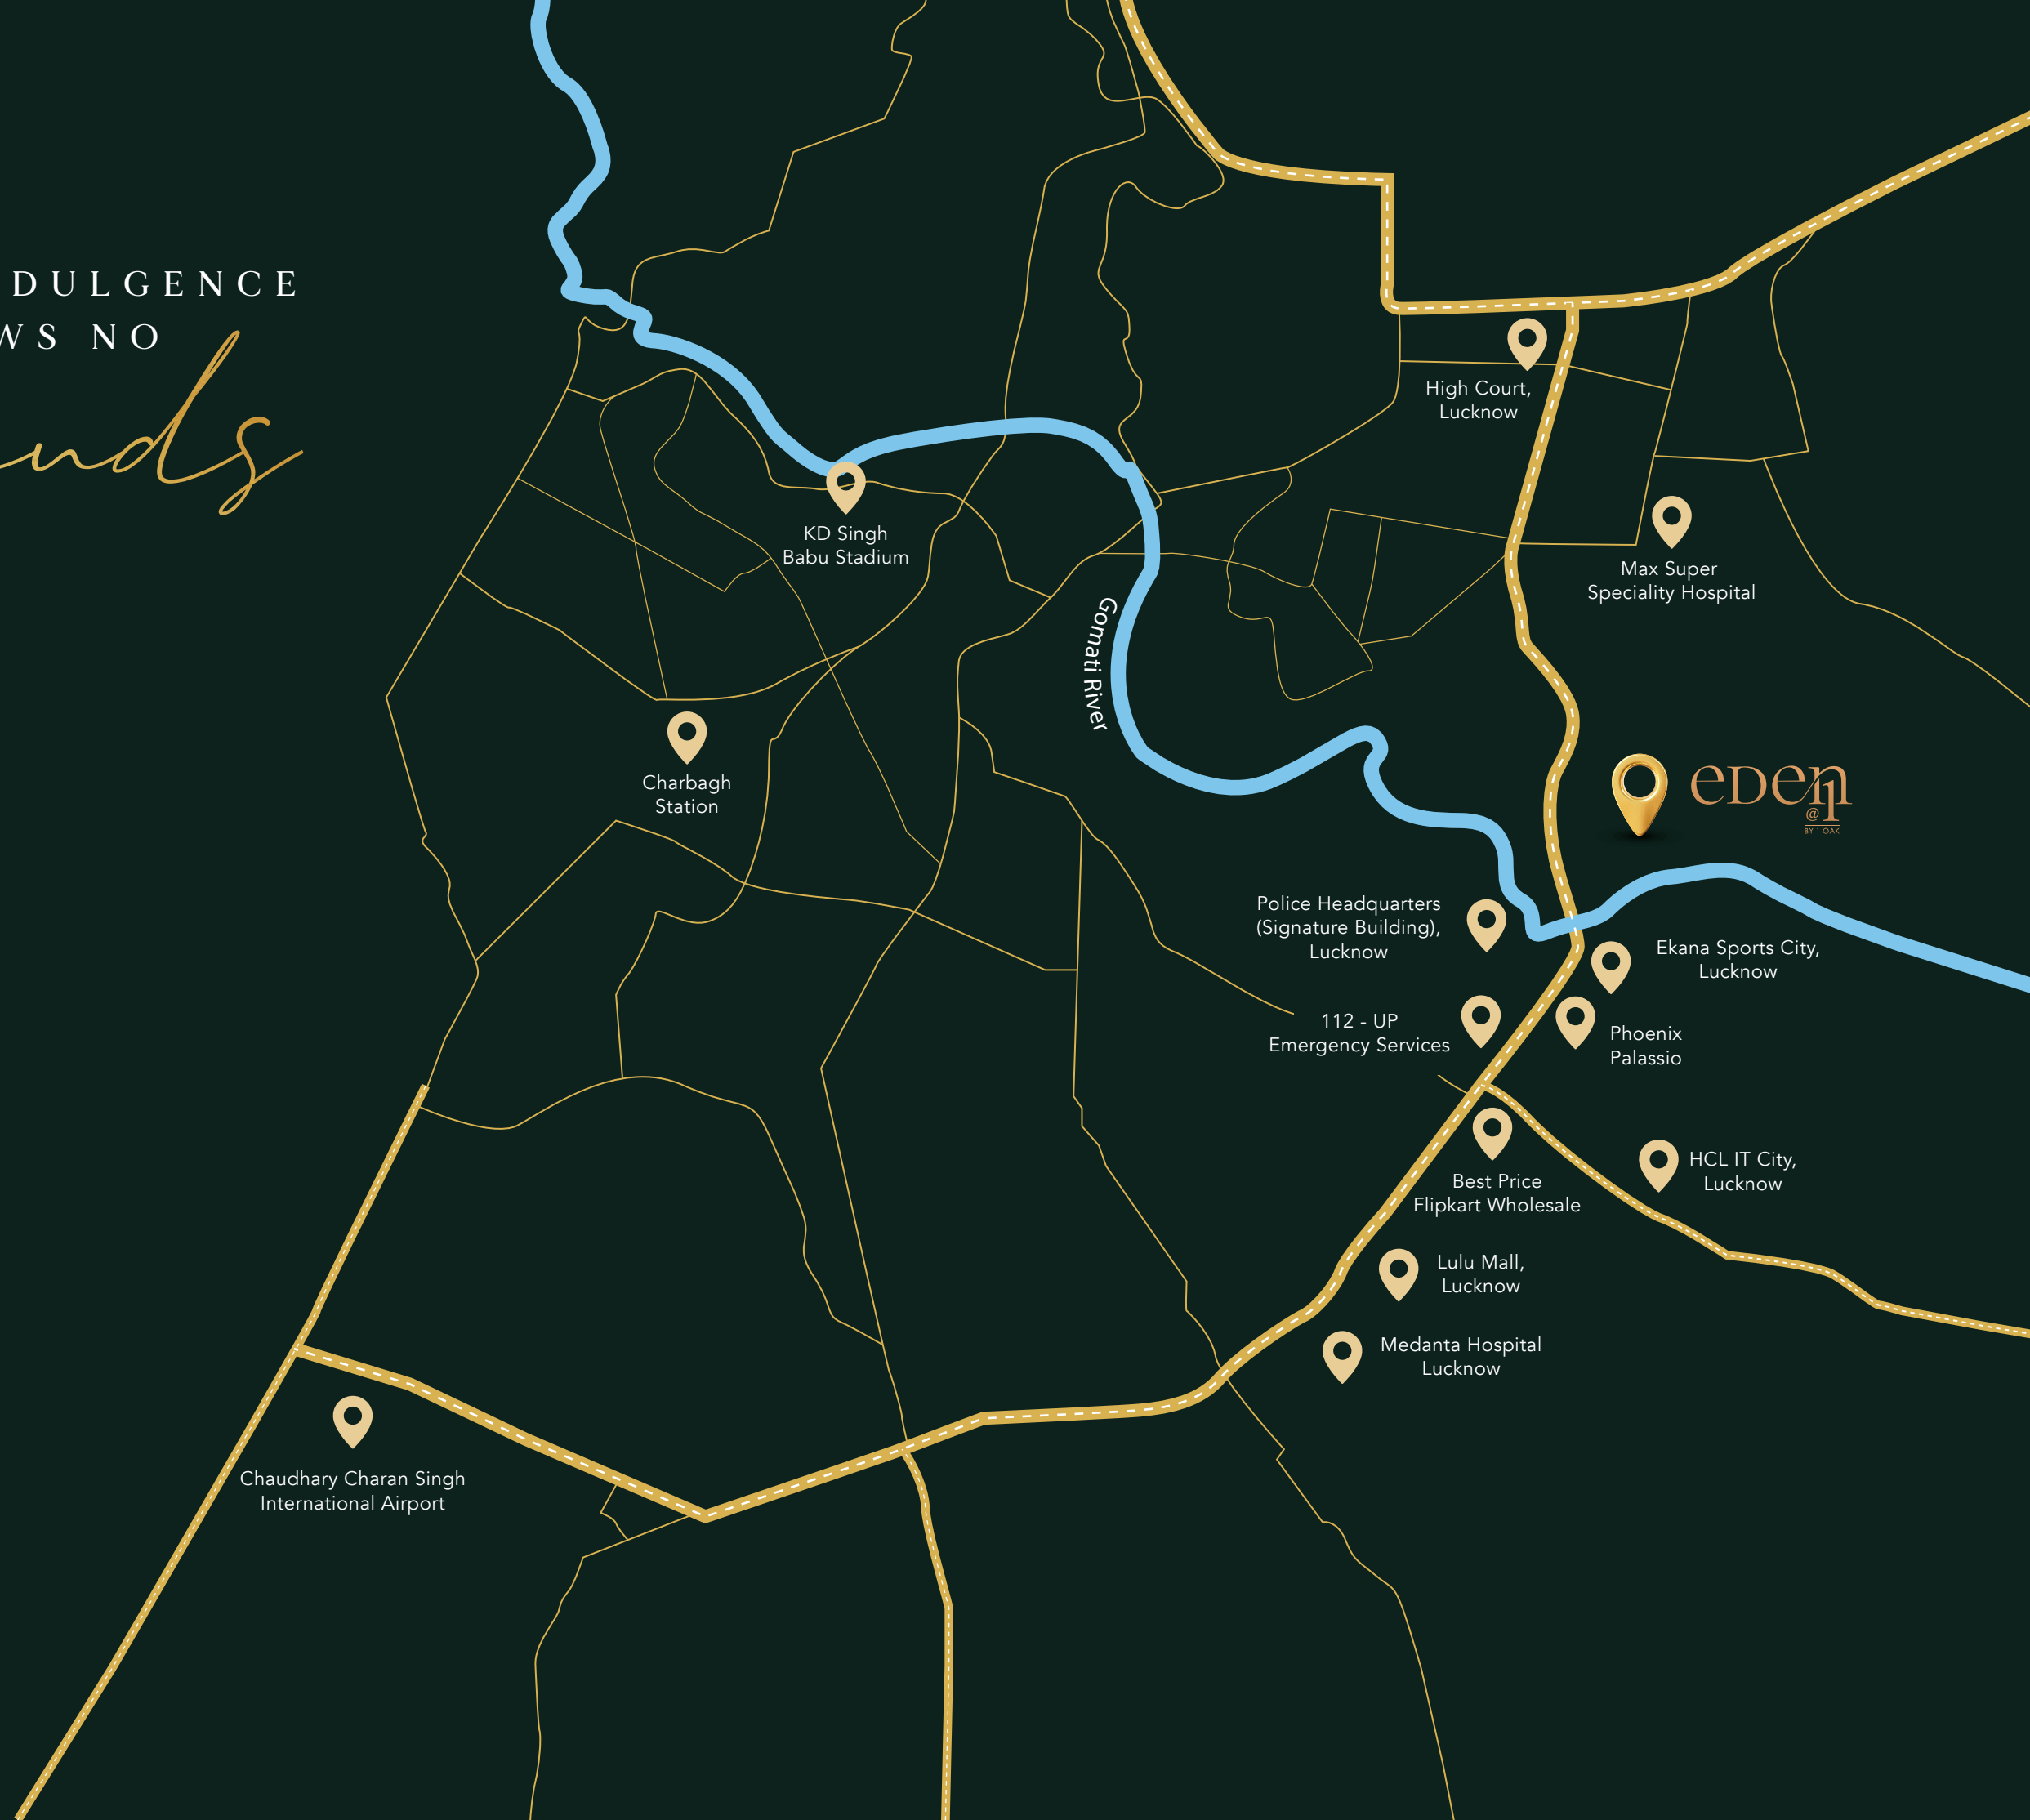 DULGENCE
WS NO
nds
High Court,
Lucknow
KD Singh
Babu Stadium
Max Super
Speciality Hospital
Gomati River
Charbagh
Station
eden
@11
BY 1 OAK
Police Headquarters
(Signature Building),
Lucknow
Ekana Sports City,
Lucknow
112 - UP
Emergency Services
Phoenix
Palassio
HCL IT City,
Lucknow
Best Price
Flipkart Wholesale
Lulu Mall,
Lucknow
Medanta Hospital
Lucknow
Chaudhary Charan Singh
International Airport